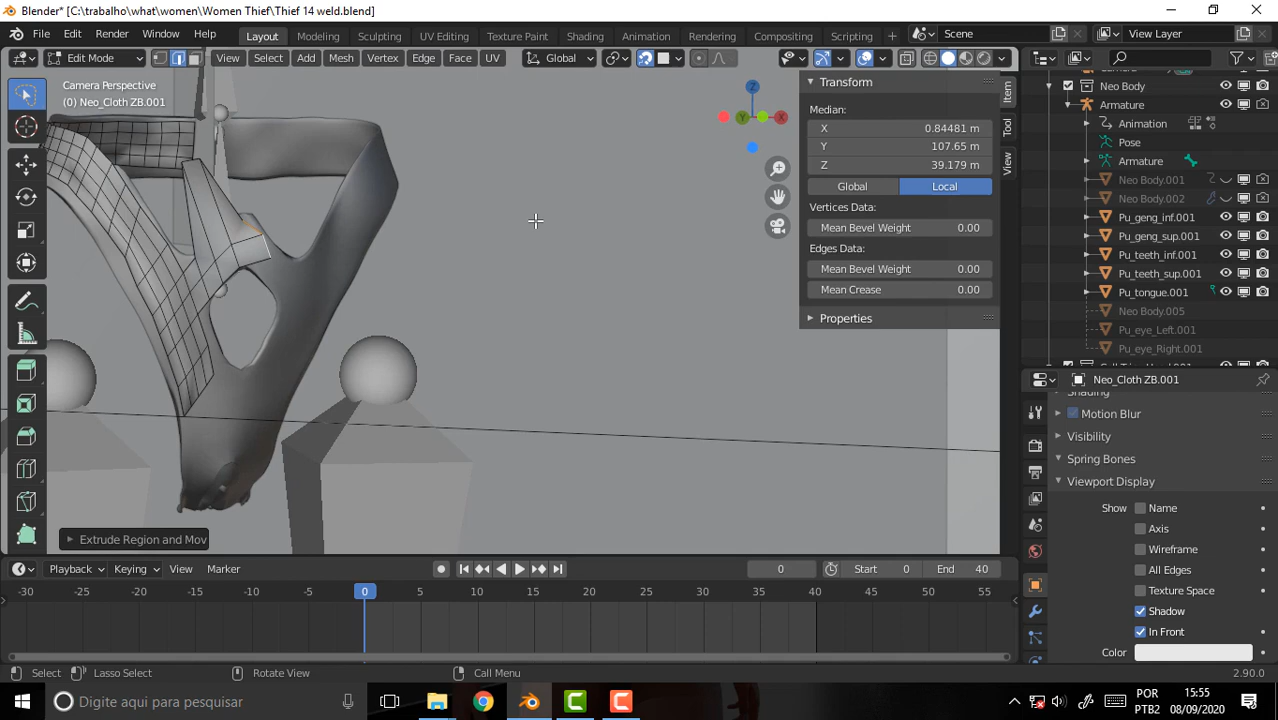 Blender* [C:\trabalho\what\women\Women Thief\Thief 14 weld.blend]
File Edit Render Window Help Layout Modeling Sculpting UV Editing Texture Paint Shading Animation Rendering Compositing Scripting + Scene View Layer
Edit Mode View Select Add Mesh Vertex Edge Face UV Global
Camera Perspective
(0) Neo_Cloth ZB.001
Transform
Median:
X 0.84481 m
Y 107.65 m
Z 39.179 m
Global Local
Vertices Data:
Mean Bevel Weight 0.00
Edges Data:
Mean Bevel Weight 0.00
Mean Crease 0.00
Properties
Item
Tool
View
Z
Y
X
Extrude Region and Mov
Neo Body
Armature
Animation
Pose
Armature
Neo Body.001
Neo Body.002
Pu_geng_inf.001
Pu_geng_sup.001
Pu_teeth_inf.001
Pu_teeth_sup.001
Pu_tongue.001
Neo Body.005
Pu_eye_Left.001
Pu_eye_Right.001
Neo_Cloth ZB.001
Shading
Motion Blur
Visibility
Spring Bones
Viewport Display
Show Name
Axis
Wireframe
All Edges
Texture Space
Shadow
In Front
Color
Playback Keying View Marker 0 Start 0 End 40
-30 -25 -20 -15 -10 -5 0 5 10 15 20 25 30 35 40 45 50 55
Select Lasso Select Rotate View Call Menu 2.90.0
Digite aqui para pesquisar
POR
PTB2
15:55
08/09/2020